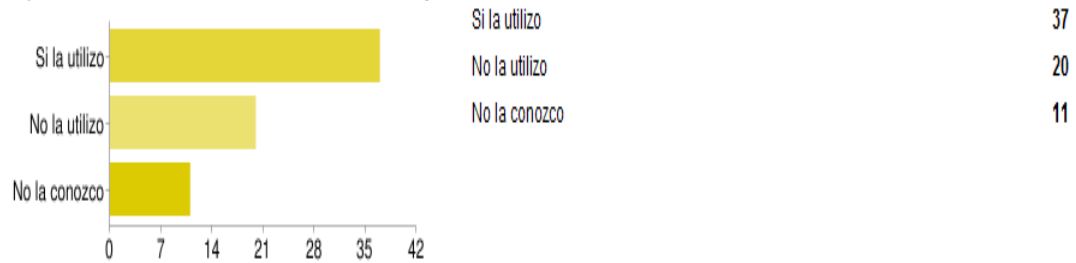 Si la utilizo
No la utilizo
No la conozco
0 7 14 21 28 35 42
Si la utilizo 37
No la utilizo 20
No la conozco 11